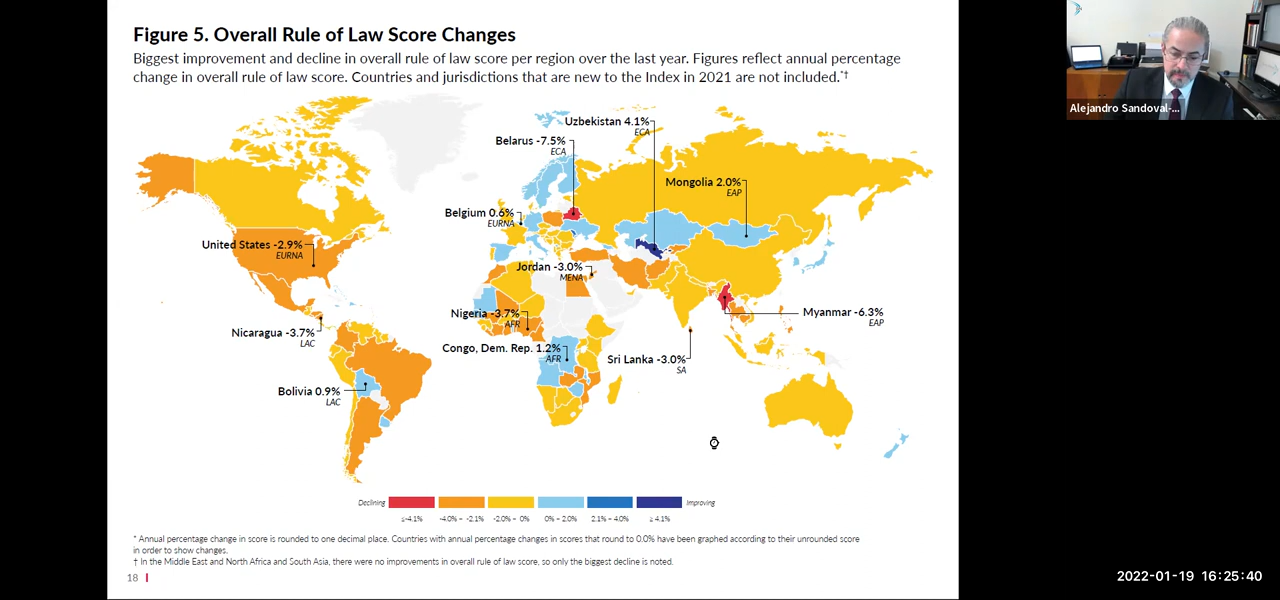 Figure 5. Overall Rule of Law Score Changes
Biggest improvement and decline in overall rule of law score per region over the last year. Figures reflect annual percentage
change in overall rule of law score. Countries and jurisdictions that are new to the Index in 2021 are not included.*†
Alejandro Sandoval-...
Uzbekistan 4.1%
ECA
Belarus -7.5%
ECA
Mongolia 2.0%
EAP
Belgium 0.6%
EURNA
United States -2.9%
EURNA
Jordan -3.0%
MENA
Nigeria -3.7%
AFR
Myanmar -6.3%
EAP
Nicaragua -3.7%
LAC
Congo, Dem. Rep. 1.2%
AFR
Sri Lanka -3.0%
SA
Bolivia 0.9%
LAC
Declining
Improving
≤-4.1%
-4.0% – -2.1%
-2.0% – 0%
0% – 2.0%
2.1% – 4.0%
≥ 4.1%
* Annual percentage change in score is rounded to one decimal place. Countries with annual percentage changes in scores that round to 0.0% have been graphed according to their unrounded score
in order to show changes.
† In the Middle East and North Africa and South Asia, there were no improvements in overall rule of law score, so only the biggest decline is noted.
18
2022-01-19 16:25:40